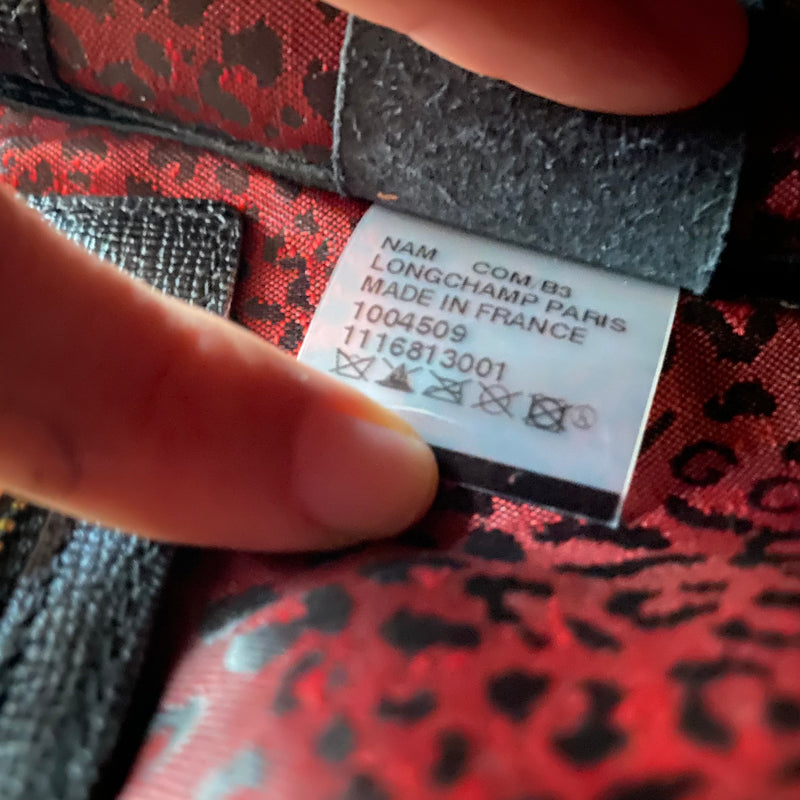 NAM COM. B3
LONGCHAMP PARIS
MADE IN FRANCE
1004509
1116813001